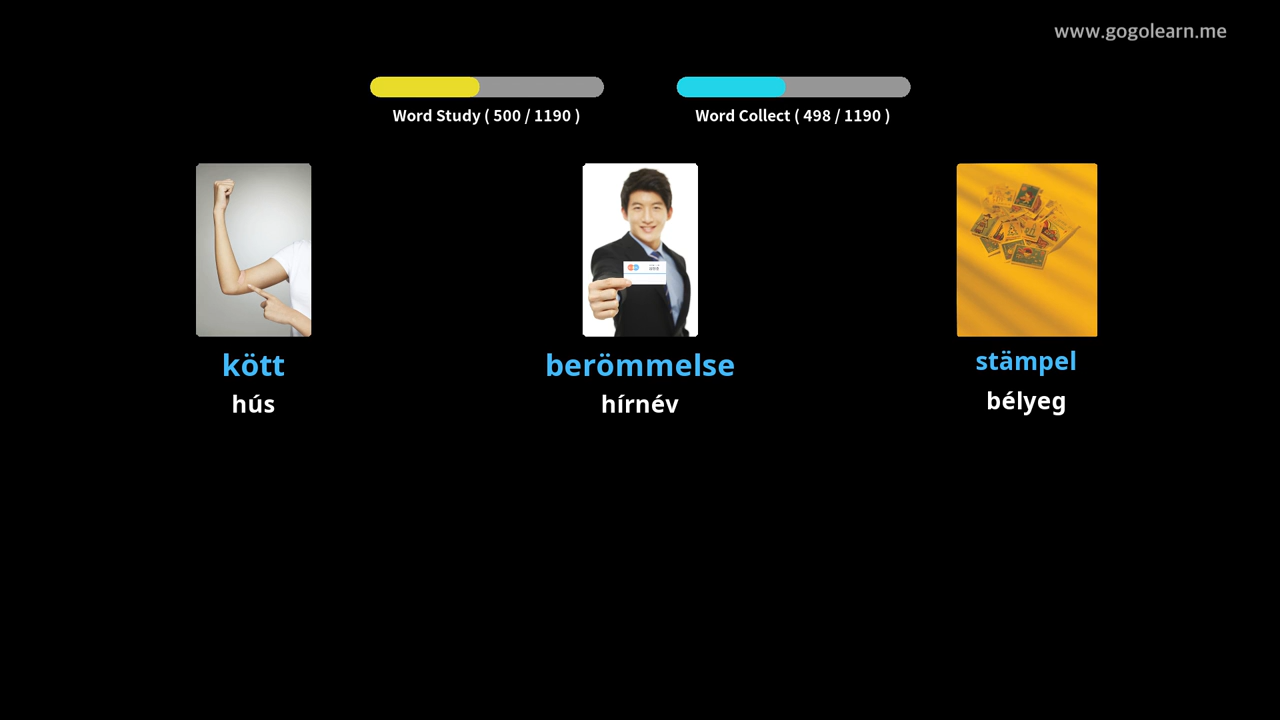 www.gogolearn.me
Word Study ( 500 / 1190 )
Word Collect ( 498 / 1190 )
kött
hús
berömmelse
hírnév
stämpel
bélyeg